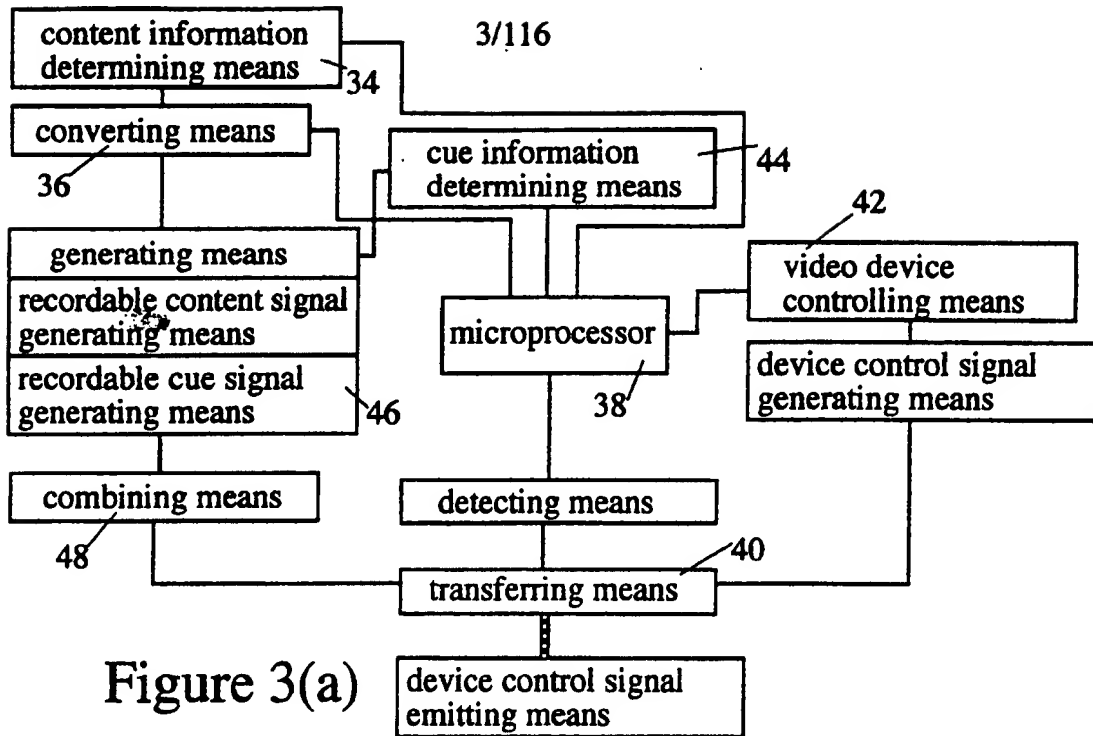 3/116
content information
determining means
34
converting means
36
cue information
determining means
44
42
generating means
recordable content signal
generating means
recordable cue signal
generating means
46
microprocessor
38
video device
controlling means
device control signal
generating means
combining means
48
detecting means
40
transferring means
Figure 3(a)
device control signal
emitting means